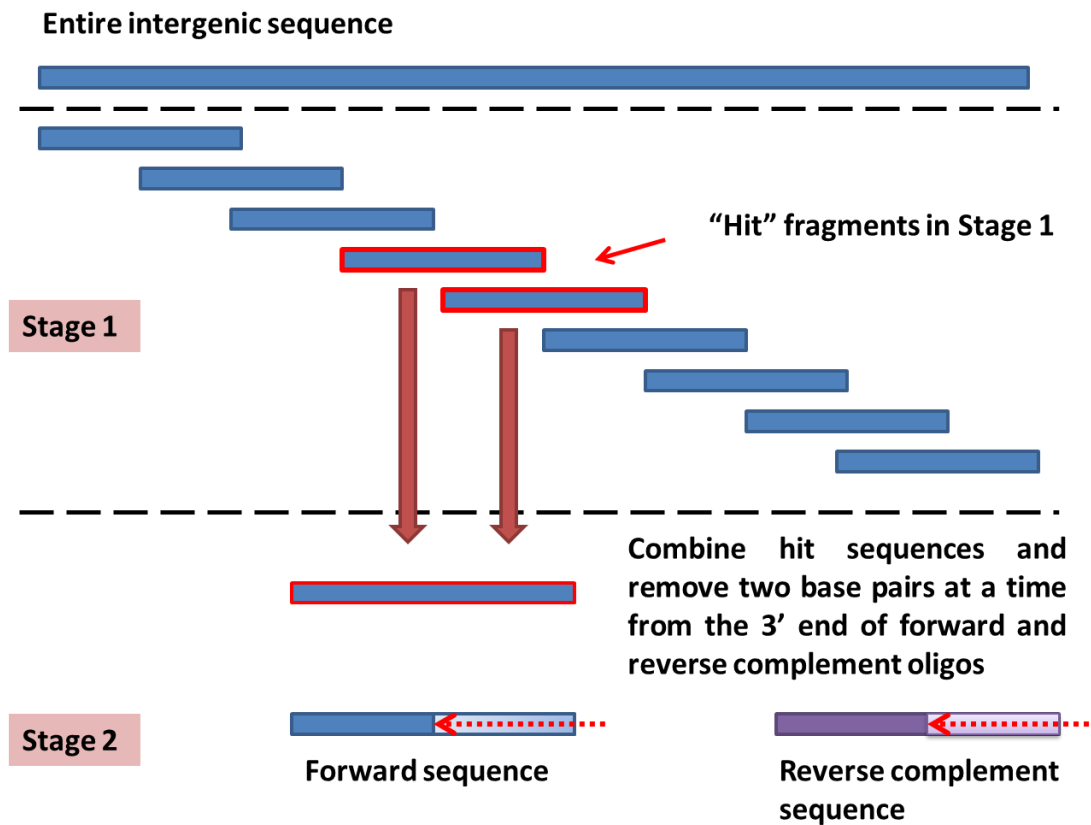 Entire intergenic sequence
“Hit” fragments in Stage 1
Stage 1
Combine hit sequences and
remove two base pairs at a time
from the 3’ end of forward and
reverse complement oligos
Stage 2
Forward sequence
Reverse complement
sequence